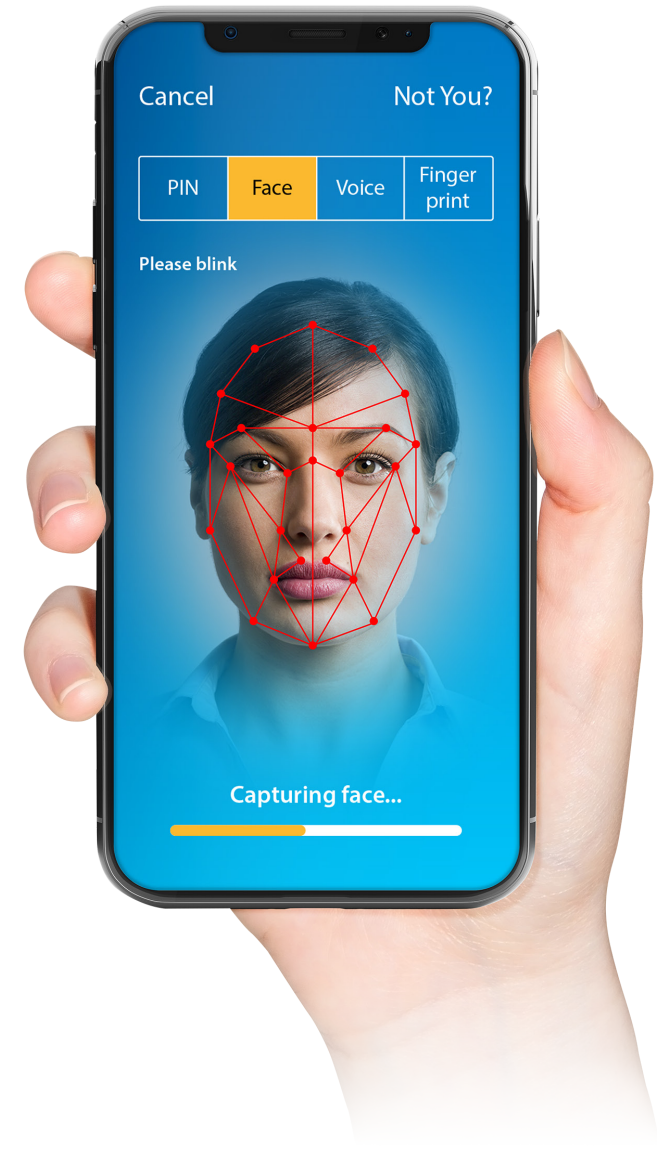 Cancel Not You?
PIN Face Voice Finger
print
Please blink
Capturing face...